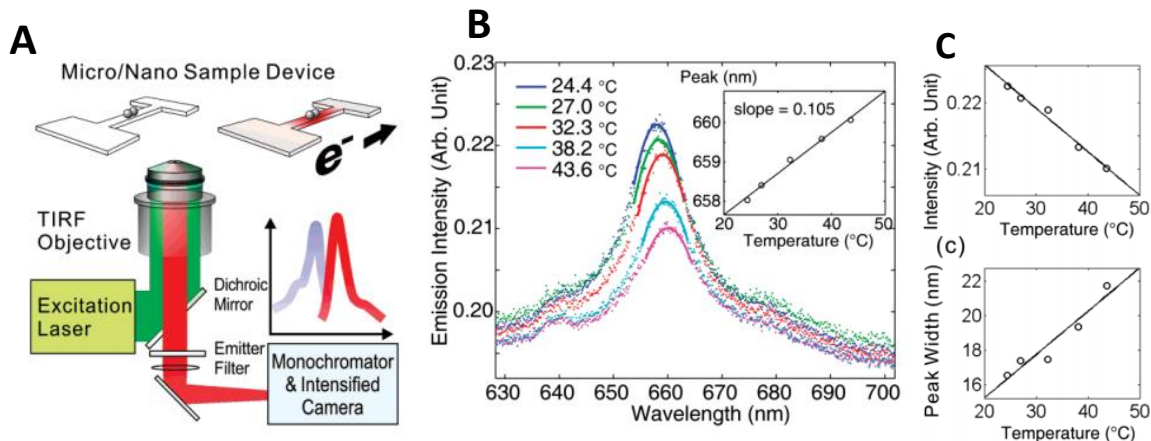 A
Micro/Nano Sample Device
e-
TIRF
Objective
Excitation
Laser
Dichroic
Mirror
Emitter
Filter
Monochromator
& Intensified
Camera
B
0.23
0.22
0.21
0.20
Emission Intensity (Arb. Unit)
24.4 °C
27.0 °C
32.3 °C
38.2 °C
43.6 °C
630 640 650 660 670 680 690 700
Wavelength (nm)
Peak (nm)
slope = 0.105
660
659
658
20 30 40 50
Temperature (°C)
C
Intensity (Arb. Unit)
0.22
0.21
20 30 40 50
Temperature (°C)
(c)
Peak Width (nm)
22
20
18
16
20 30 40 50
Temperature (°C)